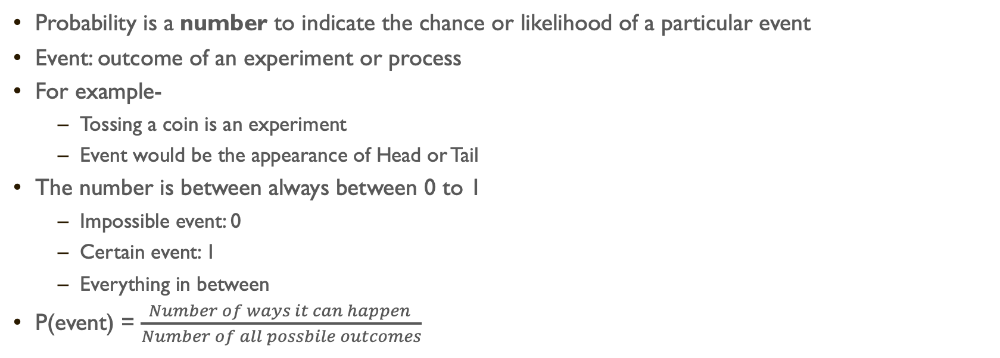 • Probability is a number to indicate the chance or likelihood of a particular event
• Event: outcome of an experiment or process
• For example-
– Tossing a coin is an experiment
– Event would be the appearance of Head or Tail
• The number is between always between 0 to 1
– Impossible event: 0
– Certain event: 1
– Everything in between
• P(event) = Number of ways it can happen / Number of all possbile outcomes